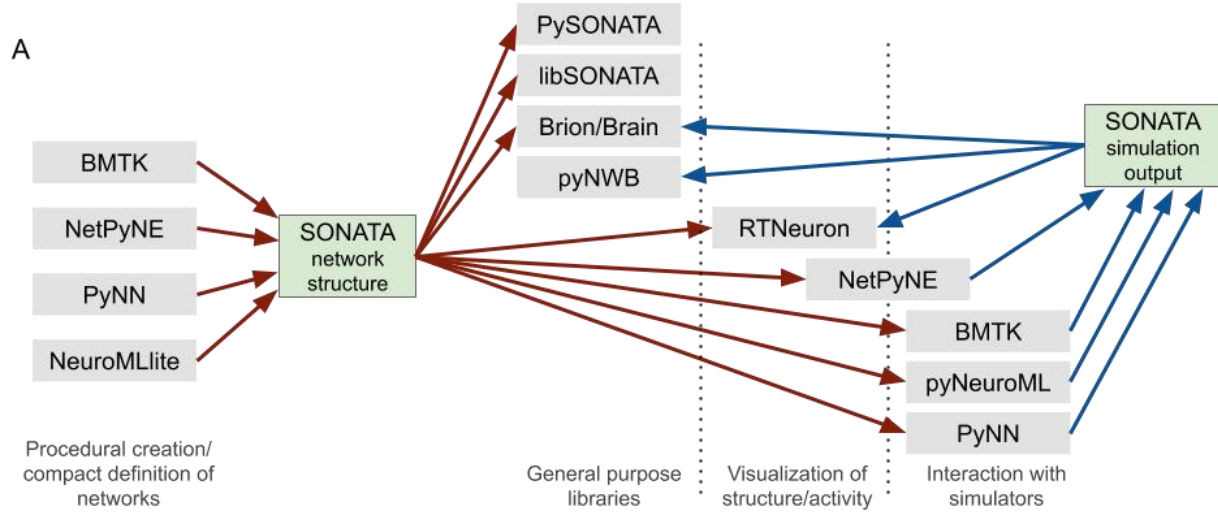 A
BMTK
NetPyNE
PyNN
NeuroMLlite
Procedural creation/
compact definition of
networks
SONATA
network
structure
PySONATA
libSONATA
Brion/Brain
pyNWB
General purpose
libraries
RTNeuron
NetPyNE
Visualization of
structure/activity
BMTK
pyNeuroML
PyNN
Interaction with
simulators
SONATA
simulation
output